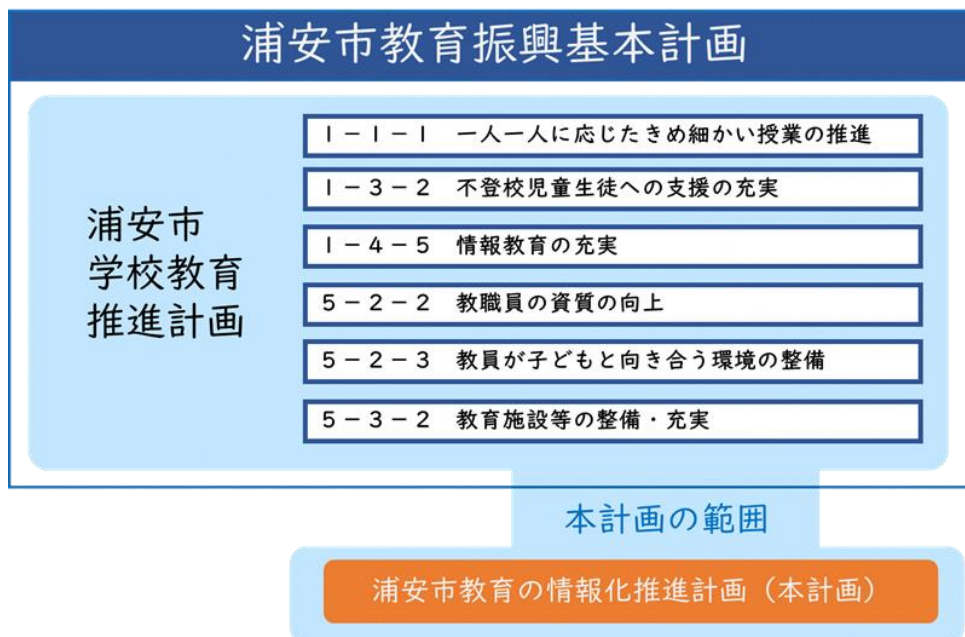 浦安市教育振興基本計画
浦安市
学校教育
推進計画
1－1－1 一人一人に応じたきめ細かい授業の推進
1－3－2 不登校児童生徒への支援の充実
1－4－5 情報教育の充実
5－2－2 教職員の資質の向上
5－2－3 教員が子どもと向き合う環境の整備
5－3－2 教育施設等の整備・充実
本計画の範囲
浦安市教育の情報化推進計画（本計画）